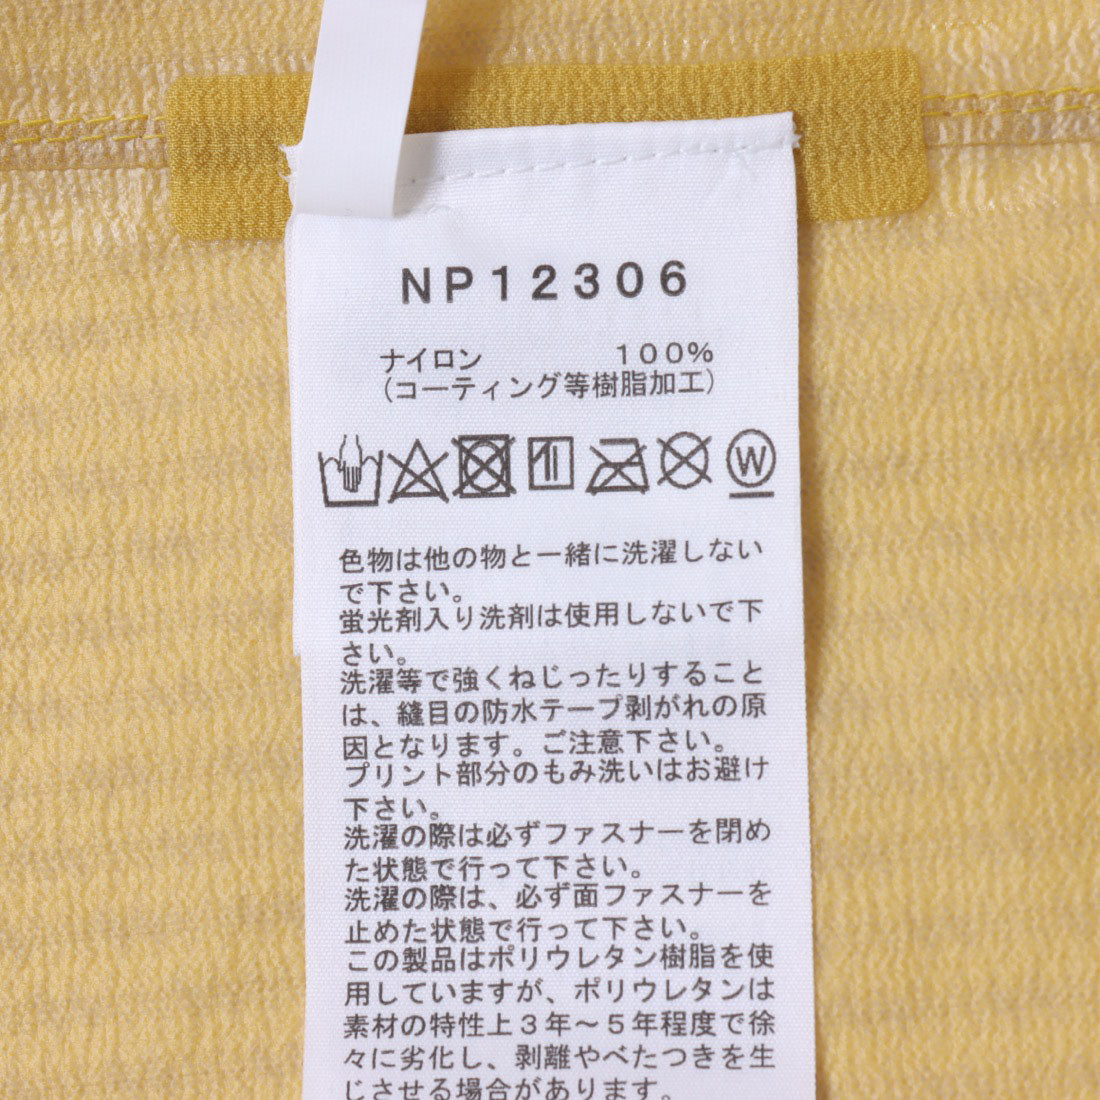 NP12306
ナイロン 100%
(コーティング等樹脂加工)
W
色物は他の物と一緒に洗濯しない
で下さい。
蛍光剤入り洗剤は使用しないで下
さい。
洗濯等で強くねじったりすること
は、縫目の防水テープ剥がれの原
因となります。ご注意下さい。
プリント部分のもみ洗いはお避け
下さい。
洗濯の際は必ずファスナーを閉め
た状態で行って下さい。
洗濯の際は、必ず面ファスナーを
止めた状態で行って下さい。
この製品はポリウレタン樹脂を使
用していますが、ポリウレタンは
素材の特性上3年～5年程度で徐
々に劣化し、剥離やべたつきを生
じさせる場合があります。